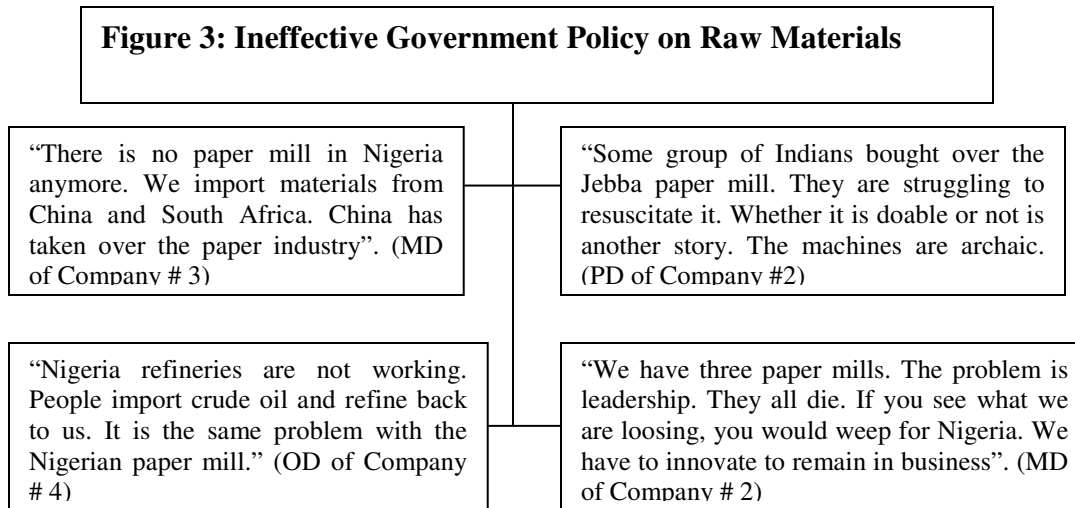 Figure 3: Ineffective Government Policy on Raw Materials
“There is no paper mill in Nigeria
anymore. We import materials from
China and South Africa. China has
taken over the paper industry”. (MD
of Company # 3)
“Some group of Indians bought over the
Jebba paper mill. They are struggling to
resuscitate it. Whether it is doable or not is
another story. The machines are archaic.
(PD of Company #2)
“Nigeria refineries are not working.
People import crude oil and refine back
to us. It is the same problem with the
Nigerian paper mill.” (OD of Company
# 4)
“We have three paper mills. The problem is
leadership. They all die. If you see what we
are loosing, you would weep for Nigeria. We
have to innovate to remain in business”. (MD
of Company # 2)